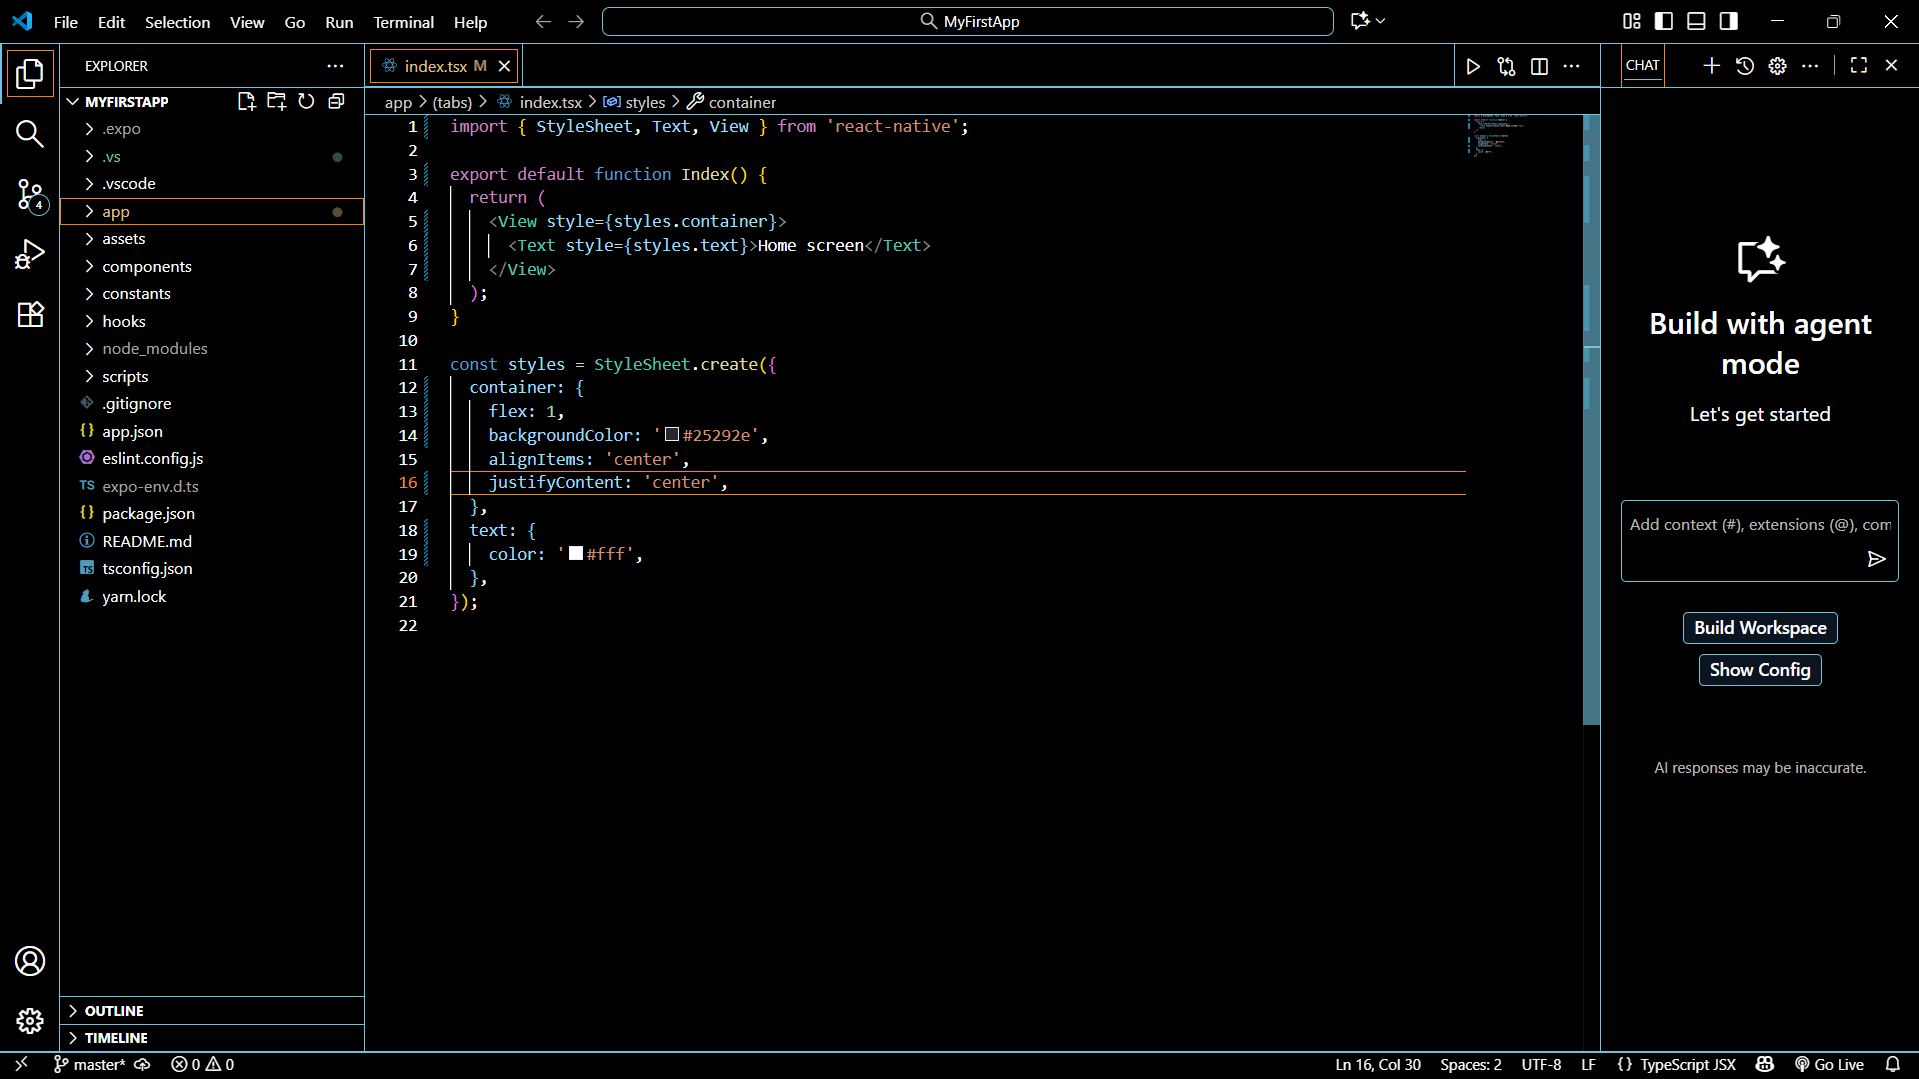 File Edit Selection View Go Run Terminal Help
MyFirstApp
EXPLORER
MYFIRSTAPP
.expo
.vs
.vscode
app
assets
components
constants
hooks
node_modules
scripts
.gitignore
app.json
eslint.config.js
TS expo-env.d.ts
package.json
README.md
TS tsconfig.json
yarn.lock
OUTLINE
TIMELINE
4
index.tsx M
app > (tabs) > index.tsx > styles > container
1 import { StyleSheet, Text, View } from 'react-native';
2
3 export default function Index() {
4 return (
5 <View style={styles.container}>
6 <Text style={styles.text}>Home screen</Text>
7 </View>
8 );
9 }
10
11 const styles = StyleSheet.create({
12 container: {
13 flex: 1,
14 backgroundColor: '#25292e',
15 alignItems: 'center',
16 justifyContent: 'center',
17 },
18 text: {
19 color: '#fff',
20 },
21 });
22
CHAT
Build with agent
mode
Let's get started
Add context (#), extensions (@), com
Build Workspace
Show Config
AI responses may be inaccurate.
master* 0 0
Ln 16, Col 30 Spaces: 2 UTF-8 LF {} TypeScript JSX Go Live